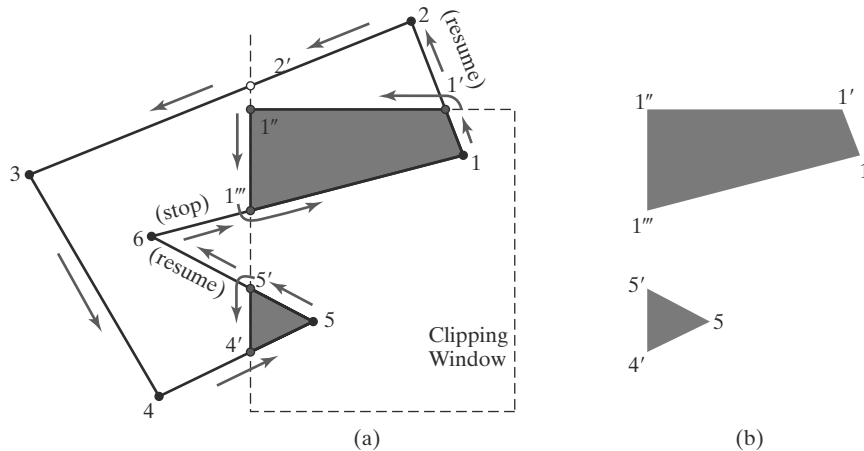 2
(resume)
2′
1′
1″
1
3
1‴
(stop)
6
(resume)
5′
5
4′
4
Clipping
Window
(a)
1″
1′
1
1‴
5′
5
4′
(b)